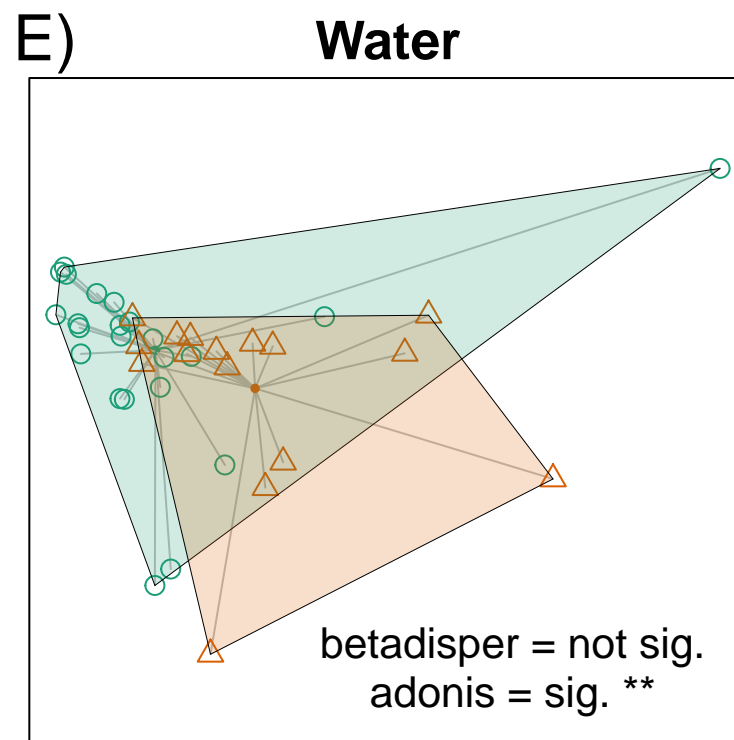 E) Water
betadisper = not sig.
adonis = sig. **